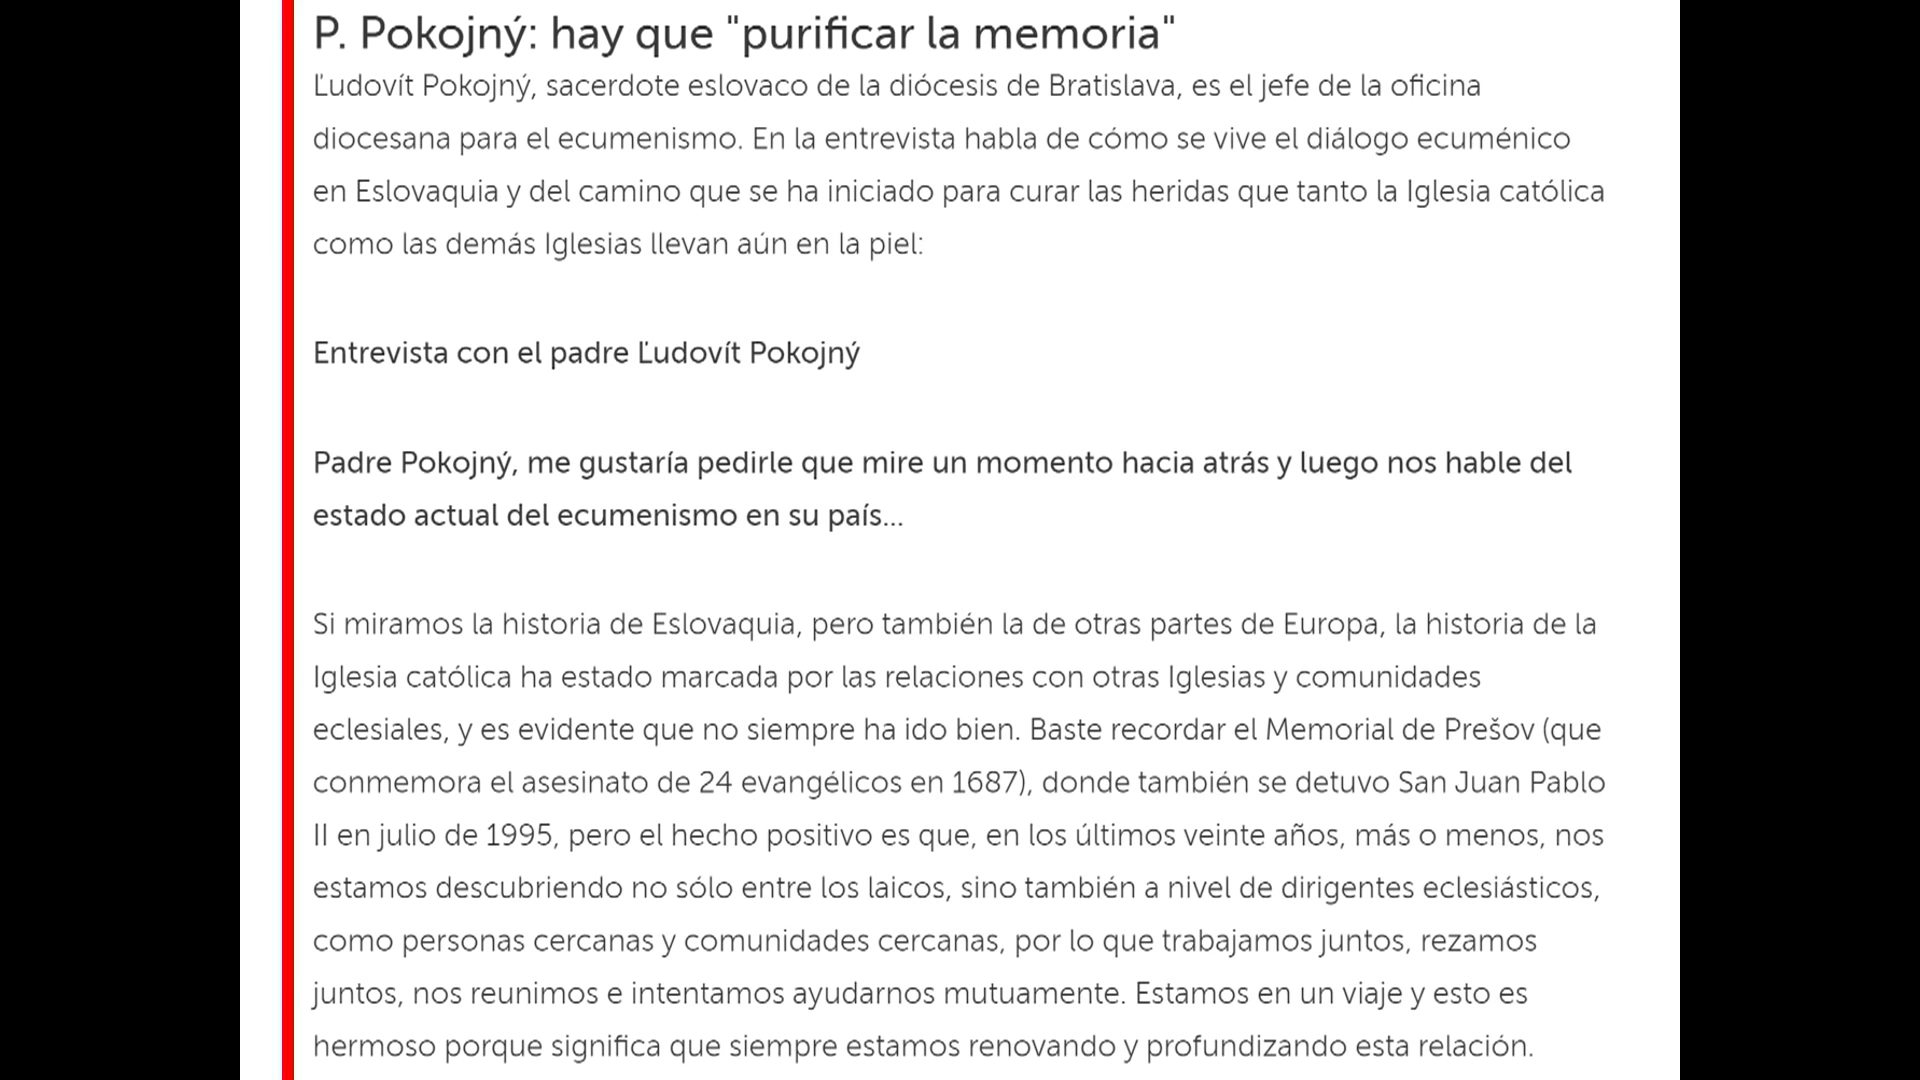 P. Pokojný: hay que "purificar la memoria"
Ľudovít Pokojný, sacerdote eslovaco de la diócesis de Bratislava, es el jefe de la oficina
diocesana para el ecumenismo. En la entrevista habla de cómo se vive el diálogo ecuménico
en Eslovaquia y del camino que se ha iniciado para curar las heridas que tanto la Iglesia católica
como las demás Iglesias llevan aún en la piel:
Entrevista con el padre Ľudovít Pokojný
Padre Pokojný, me gustaría pedirle que mire un momento hacia atrás y luego nos hable del
estado actual del ecumenismo en su país...
Si miramos la historia de Eslovaquia, pero también la de otras partes de Europa, la historia de la
Iglesia católica ha estado marcada por las relaciones con otras Iglesias y comunidades
eclesiales, y es evidente que no siempre ha ido bien. Baste recordar el Memorial de Prešov (que
conmemora el asesinato de 24 evangélicos en 1687), donde también se detuvo San Juan Pablo
II en julio de 1995, pero el hecho positivo es que, en los últimos veinte años, más o menos, nos
estamos descubriendo no sólo entre los laicos, sino también a nivel de dirigentes eclesiásticos,
como personas cercanas y comunidades cercanas, por lo que trabajamos juntos, rezamos
juntos, nos reunimos e intentamos ayudarnos mutuamente. Estamos en un viaje y esto es
hermoso porque significa que siempre estamos renovando y profundizando esta relación.